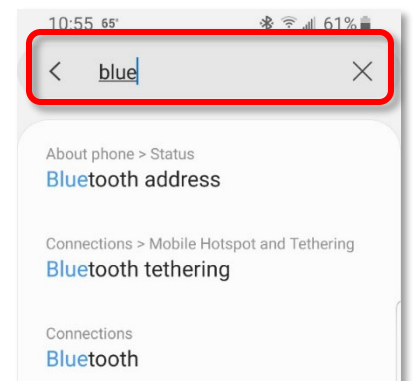 10:55 65° 61%
blue
About phone > Status
Bluetooth address
Connections > Mobile Hotspot and Tethering
Bluetooth tethering
Connections
Bluetooth